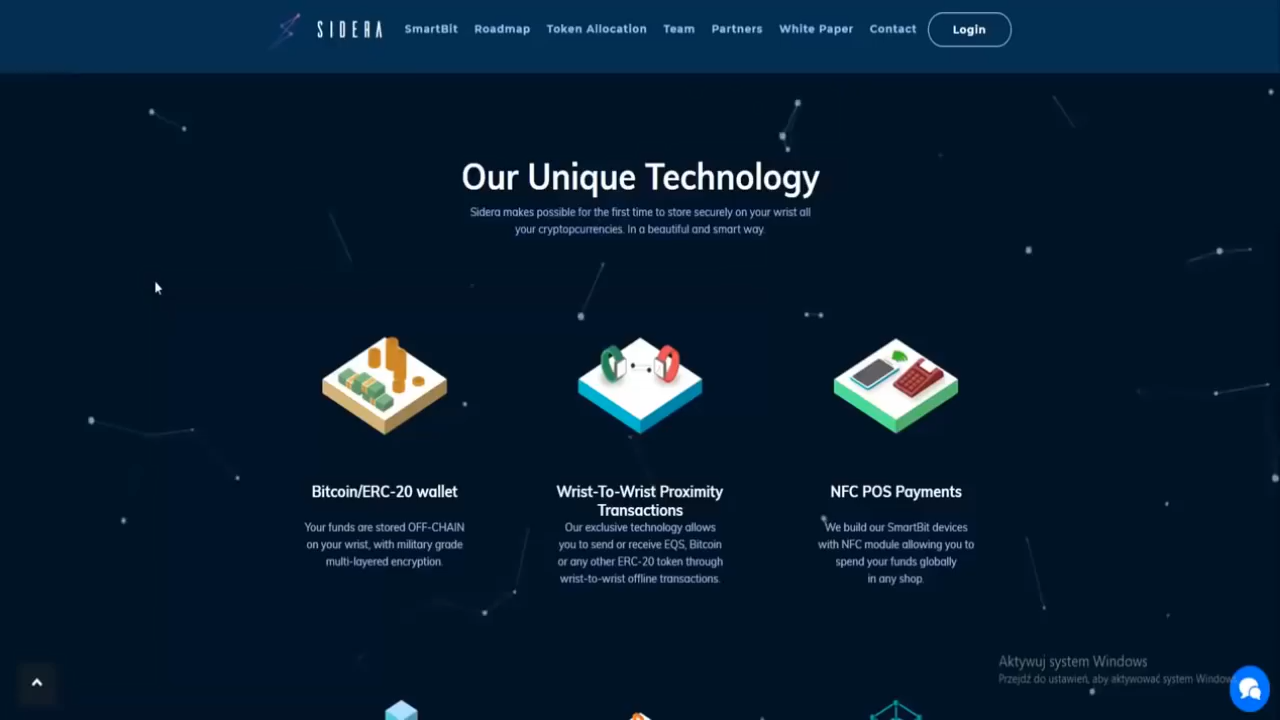 SIDERA
SmartBit
Roadmap
Token Allocation
Team
Partners
White Paper
Contact
Login
Our Unique Technology
Sidera makes possible for the first time to store securely on your wrist all
your cryptopcurrencies. In a beautiful and smart way.
Bitcoin/ERC-20 wallet
Your funds are stored OFF-CHAIN
on your wrist, with military grade
multi-layered encryption.
Wrist-To-Wrist Proximity
Transactions
Our exclusive technology allows
you to send or receive EQS, Bitcoin
or any other ERC-20 token through
wrist-to-wrist offline transactions.
NFC POS Payments
We build our SmartBit devices
with NFC module allowing you to
spend your funds globally
in any shop.
Aktywuj system Windows
Przejdź do ustawień, aby aktywować system Windows